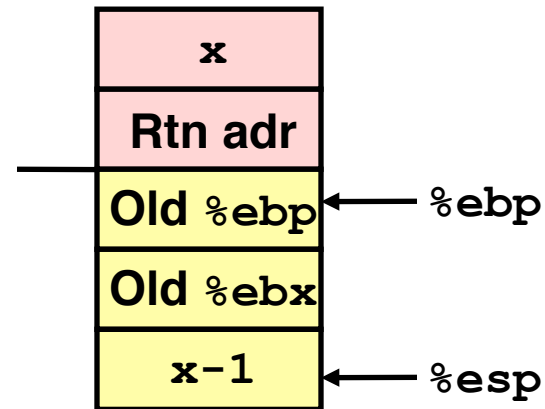 x
Rtn adr
Old %ebp
%ebp
Old %ebx
x-1
%esp